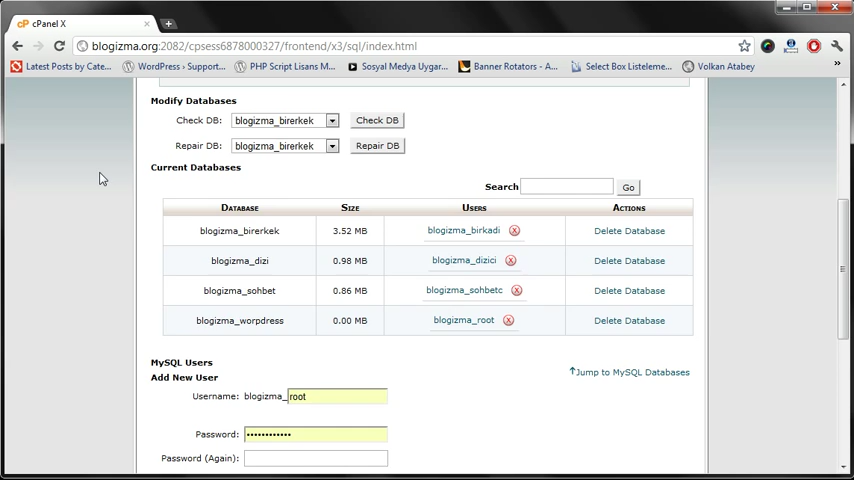 cP cPanel X
blogizma.org:2082/cpsess6878000327/frontend/x3/sql/index.html
Latest Posts by Cate... WordPress › Support... PHP Script Lisans M... Sosyal Medya Uygar... Banner Rotators - A... Select Box Listeleme... Volkan Atabey »
Modify Databases
Check DB: blogizma_birerkek Check DB
Repair DB: blogizma_birerkek Repair DB
Current Databases
Search Go
Database Size Users Actions
blogizma_birerkek 3.52 MB blogizma_birkadi Delete Database
blogizma_dizi 0.98 MB blogizma_dizici Delete Database
blogizma_sohbet 0.86 MB blogizma_sohbetc Delete Database
blogizma_worpdress 0.00 MB blogizma_root Delete Database
MySQL Users
Jump to MySQL Databases
Add New User
Username: blogizma_ root
Password: ••••••••••••
Password (Again):